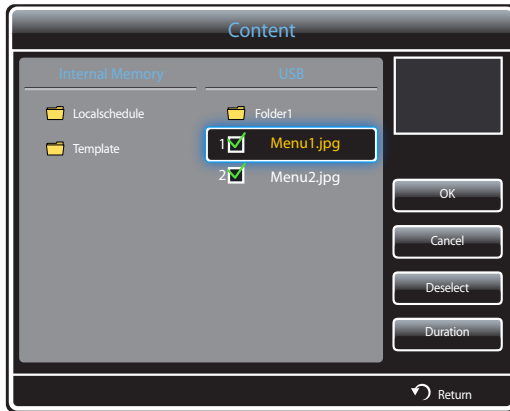 Content
Internal Memory
USB
Localschedule
Folder1
Template
1 Menu1.jpg
2 Menu2.jpg
OK
Cancel
Deselect
Duration
Return